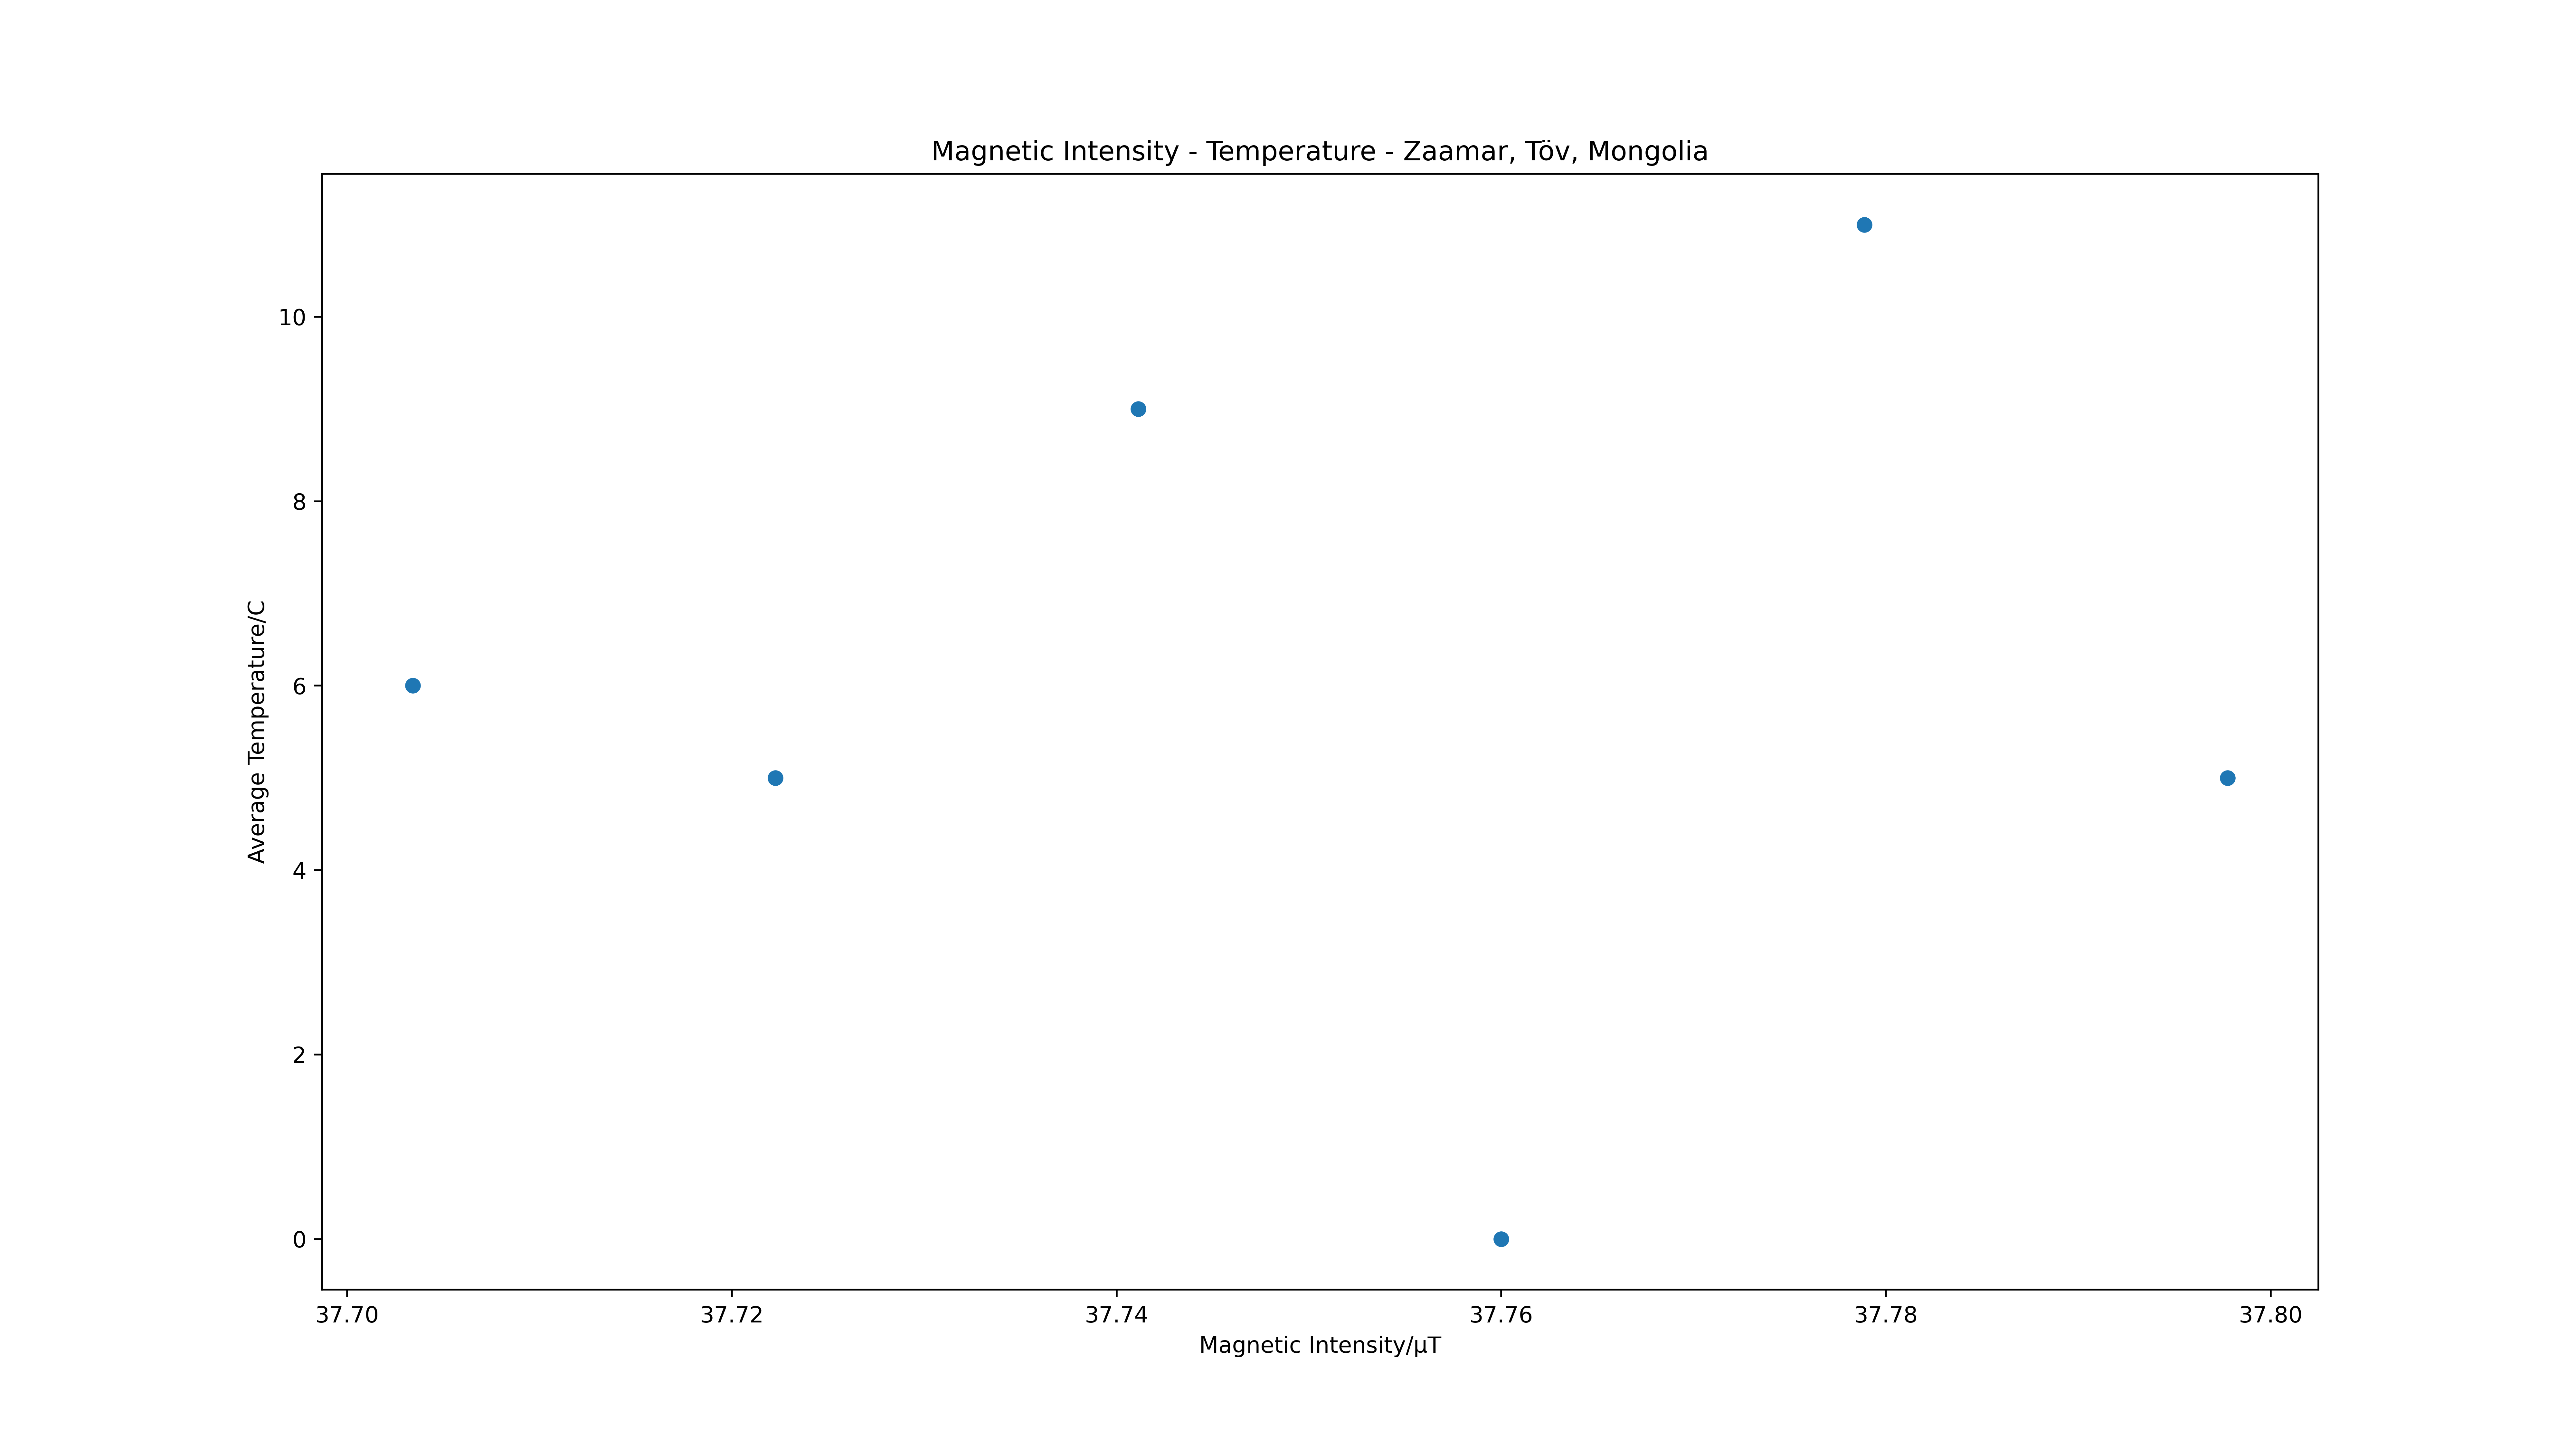 Magnetic Intensity - Temperature - Zaamar, Töv, Mongolia
10
8
6
4
2
0
Average Temperature/C
37.70 37.72 37.74 37.76 37.78 37.80
Magnetic Intensity/µT